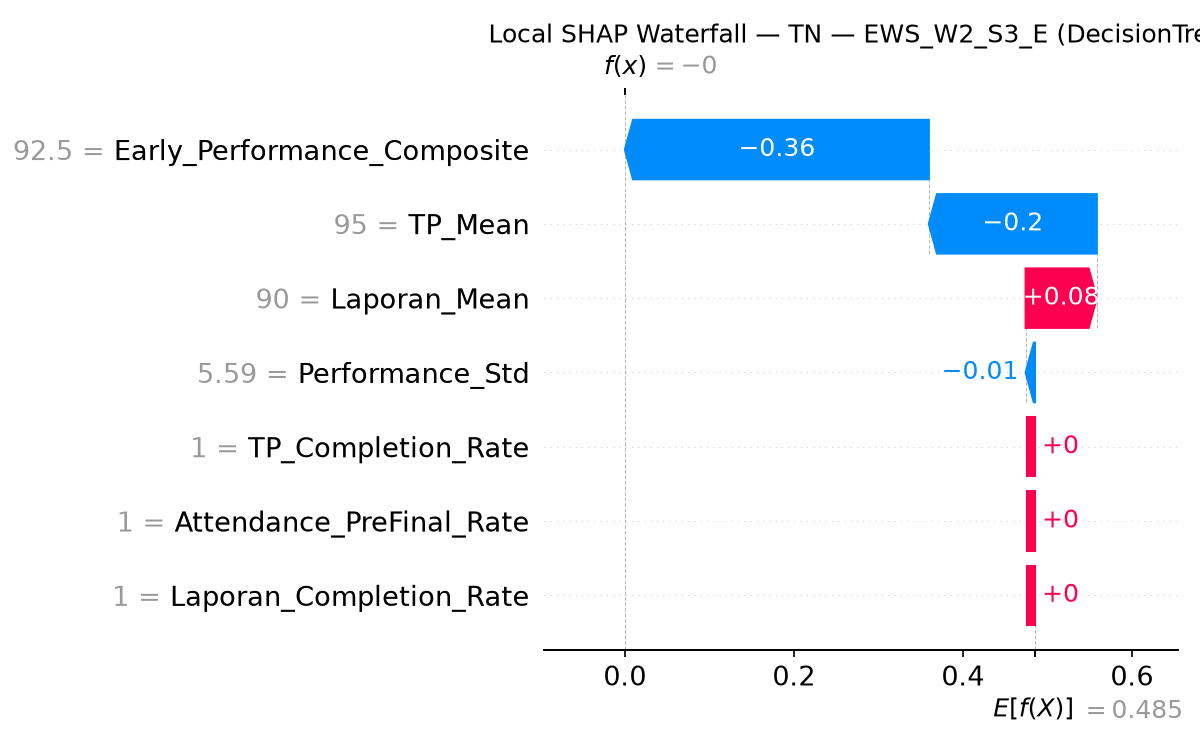 Local SHAP Waterfall — TN — EWS_W2_S3_E (DecisionTre
f(x) = −0
92.5 = Early_Performance_Composite −0.36
95 = TP_Mean −0.2
90 = Laporan_Mean +0.08
5.59 = Performance_Std −0.01
1 = TP_Completion_Rate +0
1 = Attendance_PreFinal_Rate +0
1 = Laporan_Completion_Rate +0
0.0 0.2 0.4 0.6
E[f(X)] = 0.485